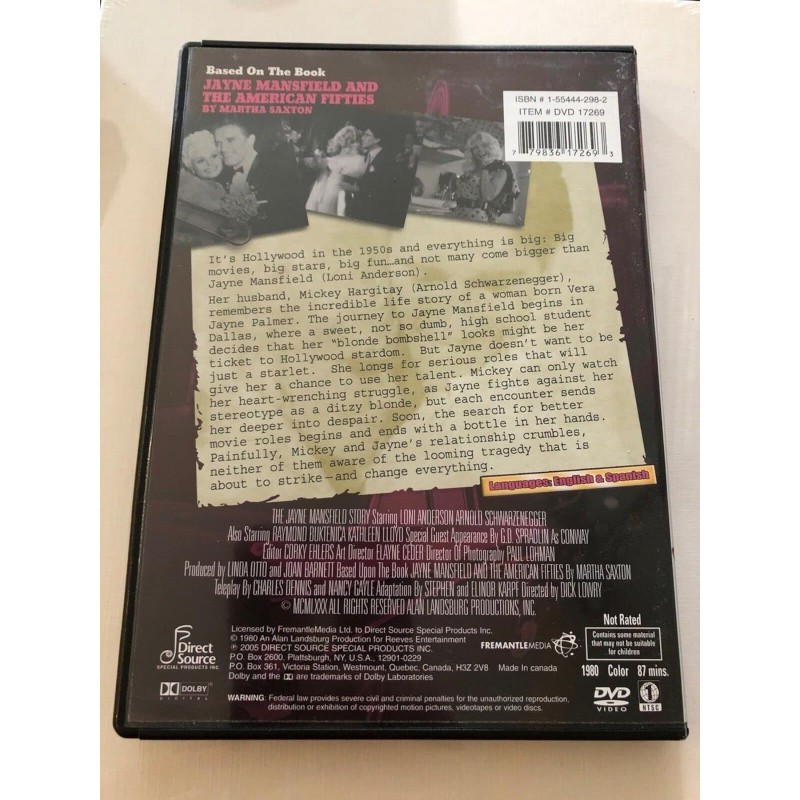 Based On The Book
JAYNE MANSFIELD AND
THE AMERICAN FIFTIES
BY MARTHA SAXTON
ISBN # 1-55444-298-2
ITEM # DVD 17269
7 79836 17269 3
It's Hollywood in the 1950s and everything is big: Big
movies, big stars, big fun…and not many come bigger than
Jayne Mansfield (Loni Anderson).
Her husband, Mickey Hargitay (Arnold Schwarzenegger),
remembers the incredible life story of a woman born Vera
Jayne Palmer. The journey to Jayne Mansfield begins in
Dallas, where a sweet, not so dumb, high school student
decides that her "blonde bombshell" looks might be her
ticket to Hollywood stardom. But Jayne doesn't want to be
just a starlet. She longs for serious roles that will
give her a chance to use her talent. Mickey can only watch
her heart-wrenching struggle, as Jayne fights against her
stereotype as a ditzy blonde, but each encounter sends
her deeper into despair. Soon, the search for better
movie roles begins and ends with a bottle in her hands.
Painfully, Mickey and Jayne's relationship crumbles,
neither of them aware of the looming tragedy that is
about to strike—and change everything.
Languages: English & Spanish
THE JAYNE MANSFIELD STORY Starring LONI ANDERSON ARNOLD SCHWARZENEGGER
Also Starring RAYMOND BUKTENICA KATHLEEN LLOYD Special Guest Appearance By G.D. SPRADLIN As CONWAY
Editor CORKY EHLERS Art Director ELAYNE CEDER Director Of Photography PAUL LOHMAN
Produced by LINDA OTTO and JOAN BARNETT Based Upon The Book JAYNE MANSFIELD AND THE AMERICAN FIFTIES By MARTHA SAXTON
Teleplay By CHARLES DENNIS and NANCY GAYLE Adaptation By STEPHEN and ELINOR KARPF Directed by DICK LOWRY
© MCMLXXX ALL RIGHTS RESERVED ALAN LANDSBURG PRODUCTIONS, INC.
Direct
Source
SPECIAL PRODUCTS INC.
Licensed by FremantleMedia Ltd. to Direct Source Special Products Inc.
© 1980 An Alan Landsburg Production for Reeves Entertainment
℗ 2005 DIRECT SOURCE SPECIAL PRODUCTS INC.
P.O. Box 2600, Plattsburgh, N.Y., U.S.A., 12901-0229
P.O. Box 361, Victoria Station, Westmount, Quebec, Canada, H3Z 2V8 Made In canada
Dolby and the DD are trademarks of Dolby Laboratories
FREMANTLEMEDIA
Not Rated
Contains some material
that may not be suitable
for children
1980 Color 87 mins.
DOLBY
DIGITAL
WARNING: Federal law provides severe civil and criminal penalties for the unauthorized reproduction,
distribution or exhibition of copyrighted motion pictures, videotapes or video discs.
DVD
VIDEO
1
NTSC